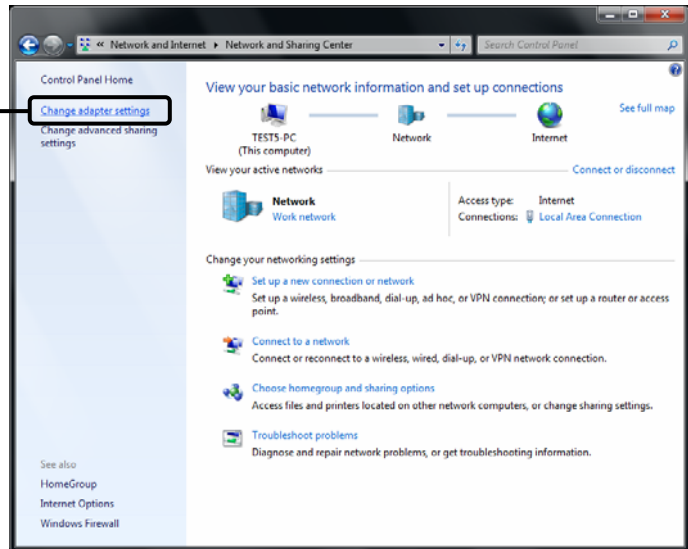 « Network and Internet ▸ Network and Sharing Center
Search Control Panel
Control Panel Home
Change adapter settings
Change advanced sharing
settings
View your basic network information and set up connections
See full map
TEST5-PC
(This computer)
Network
Internet
View your active networks
Connect or disconnect
Network
Work network
Access type: Internet
Connections: Local Area Connection
Change your networking settings
Set up a new connection or network
Set up a wireless, broadband, dial-up, ad hoc, or VPN connection; or set up a router or access
point.
Connect to a network
Connect or reconnect to a wireless, wired, dial-up, or VPN network connection.
Choose homegroup and sharing options
Access files and printers located on other network computers, or change sharing settings.
Troubleshoot problems
Diagnose and repair network problems, or get troubleshooting information.
See also
HomeGroup
Internet Options
Windows Firewall